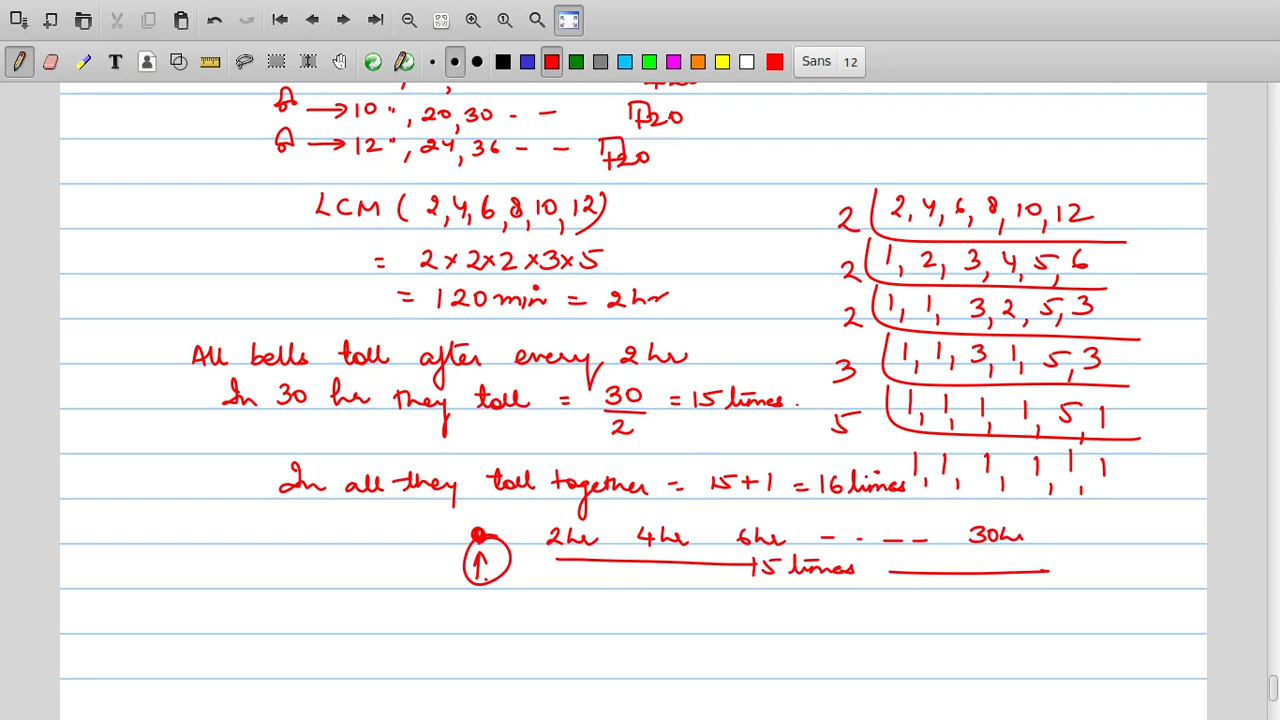 Sans 12
→ 10 ", 20, 30 - - 120
→ 12 ", 24, 36 - - 120
LCM ( 2, 4, 6, 8, 10, 12)
= 2 × 2 × 2 × 3 × 5
= 120 min = 2 hr
All bells toll after every 2 hr
In 30 hr they toll = 30/2 = 15 times.
In all they toll together = 15 + 1 = 16 times
2hr 4hr 6hr - - - - 30hr
↑ 15 times
2 2, 4, 6, 8, 10, 12
2 1, 2, 3, 4, 5, 6
2 1, 1, 3, 2, 5, 3
3 1, 1, 3, 1, 5, 3
5 1, 1, 1, 1, 5, 1
1, 1, 1, 1, 1, 1